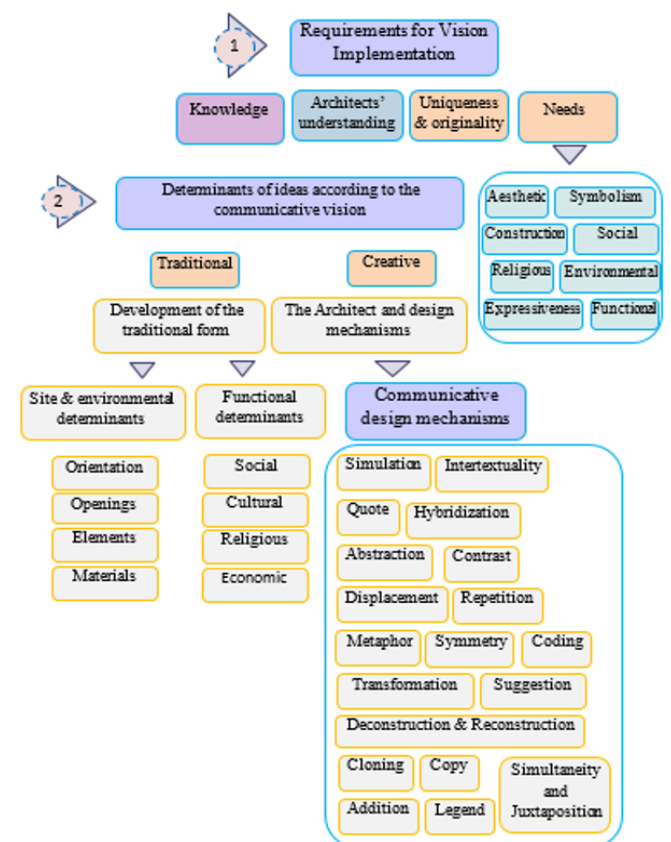 1
Requirements for Vision
Implementation
Knowledge
Architects'
understanding
Uniqueness
& originality
Needs
Aesthetic
Symbolism
Construction
Social
Religious
Environmental
Expressiveness
Functional
2
Determinants of ideas according to the
communicative vision
Traditional
Creative
Development of the
traditional form
The Architect and design
mechanisms
Site & environmental
determinants
Functional
determinants
Communicative
design mechanisms
Orientation
Openings
Elements
Materials
Social
Cultural
Religious
Economic
Simulation
Intertextuality
Quote
Hybridization
Abstraction
Contrast
Displacement
Repetition
Metaphor
Symmetry
Coding
Transformation
Suggestion
Deconstruction & Reconstruction
Cloning
Copy
Simultaneity
and
Juxtaposition
Addition
Legend